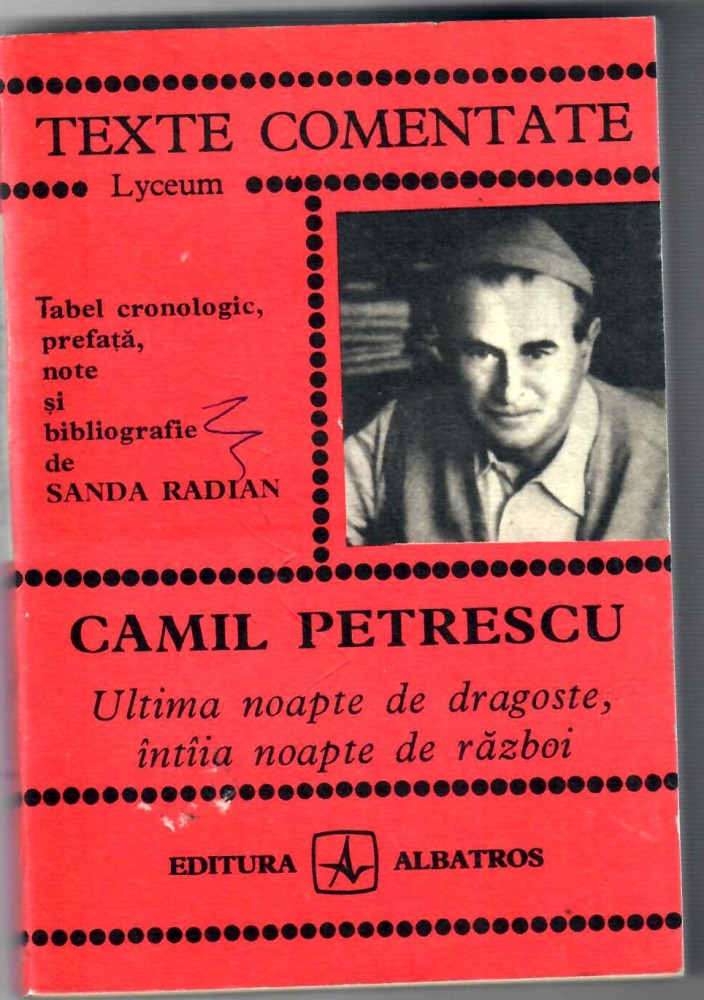 TEXTE COMENTATE
Lyceum
Tabel cronologic,
prefață,
note
și
bibliografie
de
SANDA RADIAN
CAMIL PETRESCU
Ultima noapte de dragoste,
întîia noapte de război
EDITURA ALBATROS